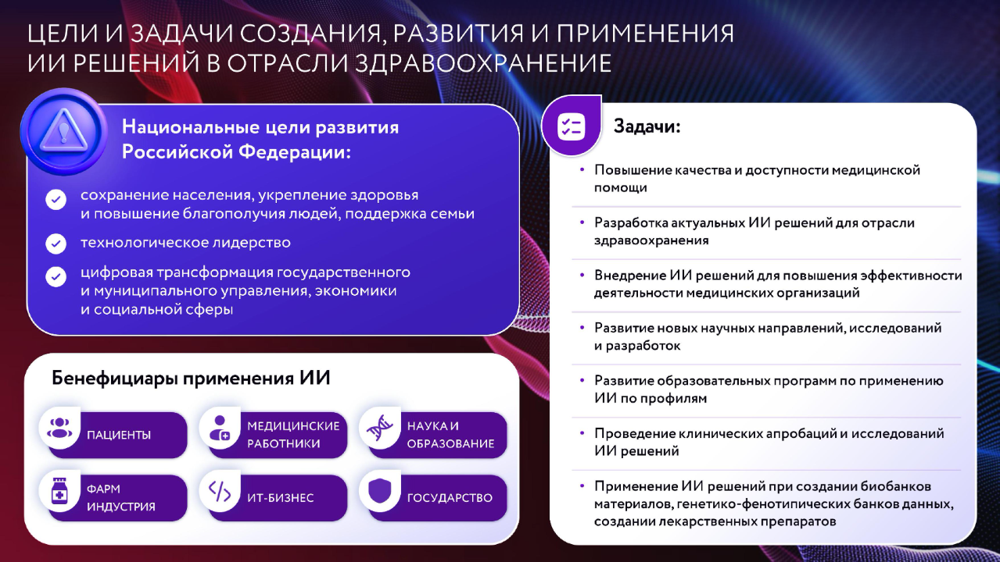 ЦЕЛИ И ЗАДАЧИ СОЗДАНИЯ, РАЗВИТИЯ И ПРИМЕНЕНИЯ
ИИ РЕШЕНИЙ В ОТРАСЛИ ЗДРАВООХРАНЕНИЕ
Национальные цели развития
Российской Федерации:
сохранение населения, укрепление здоровья
и повышение благополучия людей, поддержка семьи
технологическое лидерство
цифровая трансформация государственного
и муниципального управления, экономики
и социальной сферы
Бенефициары применения ИИ
ПАЦИЕНТЫ
МЕДИЦИНСКИЕ
РАБОТНИКИ
НАУКА И
ОБРАЗОВАНИЕ
ФАРМ
ИНДУСТРИЯ
ИТ-БИЗНЕС
ГОСУДАРСТВО
Задачи:
• Повышение качества и доступности медицинской
помощи
• Разработка актуальных ИИ решений для отрасли
здравоохранения
• Внедрение ИИ решений для повышения эффективности
деятельности медицинских организаций
• Развитие новых научных направлений, исследований
и разработок
• Развитие образовательных программ по применению
ИИ по профилям
• Проведение клинических апробаций и исследований
ИИ решений
• Применение ИИ решений при создании биобанков
материалов, генетико-фенотипических банков данных,
создании лекарственных препаратов